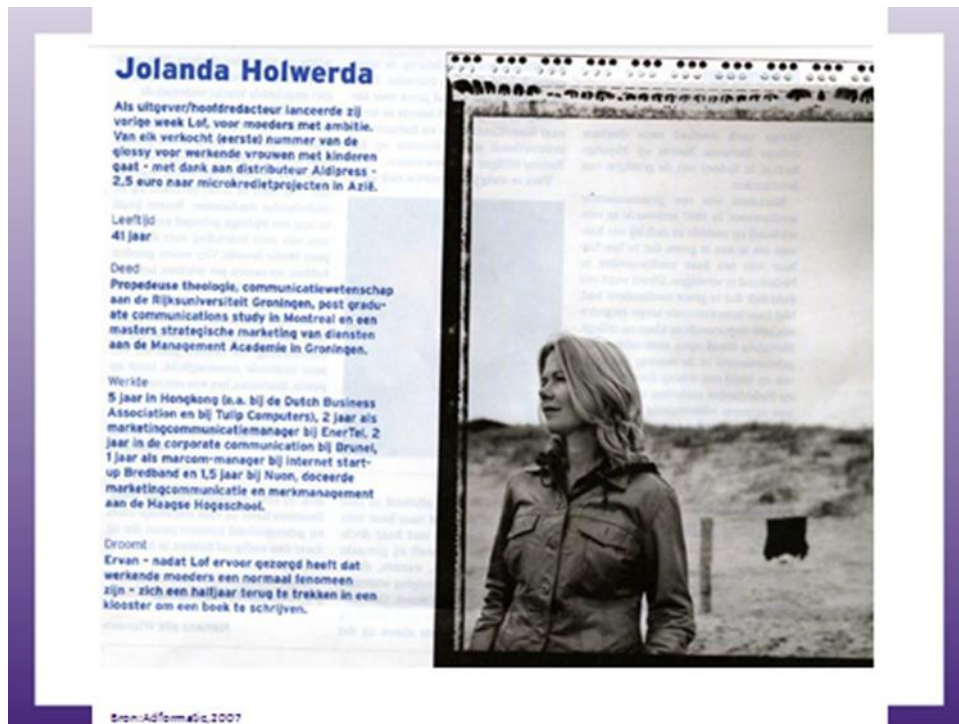 Jolanda Holwerda
Als uitgever/hoofdredacteur lanceerde zij
vorige week Lof, voor moeders met ambitie.
Van elk verkocht (eerste) nummer van de
glossy voor werkende vrouwen met kinderen
gaat - met dank aan distributeur Aldipress -
2,5 euro naar microkredietprojecten in Azië.
Leeftijd
41 jaar
Deed
Propedeuse theologie, communicatiewetenschap
aan de Rijksuniversiteit Groningen, post gradu-
ate communications study in Montreal en een
masters strategische marketing van diensten
aan de Management Academie in Groningen.
Werkte
5 jaar in Hongkong (o.a. bij de Dutch Business
Association en bij Tulip Computers), 2 jaar als
marketingcommunicatiemanager bij EnerTel, 2
jaar in de corporate communication bij Brunel,
1 jaar als marcom-manager bij internet start-
up Bredband en 1,5 jaar bij Nuon, doceerde
marketingcommunicatie en merkmanagement
aan de Haagse Hogeschool.
Droomt
Ervan - nadat Lof ervoor gezorgd heeft dat
werkende moeders een normaal fenomeen
zijn - zich een halfjaar terug te trekken in een
klooster om een boek te schrijven.
Bron: Adformatie, 2007